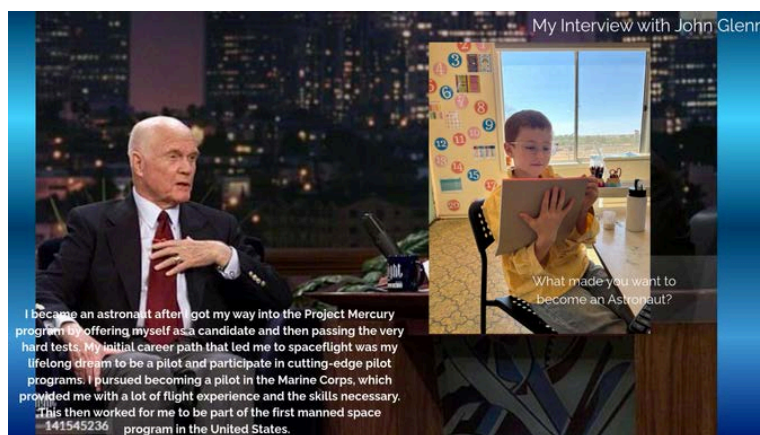 My Interview with John Glenn
What made you want to
become an Astronaut?
I became an astronaut after I got my way into the Project Mercury
program by offering myself as a candidate and then passing the very
hard tests. My initial career path that led me to spaceflight was my
lifelong dream to be a pilot and participate in cutting-edge pilot
programs. I pursued becoming a pilot in the Marine Corps, which
provided me with a lot of flight experience and the skills necessary.
This then worked for me to be part of the first manned space
program in the United States.
141545236